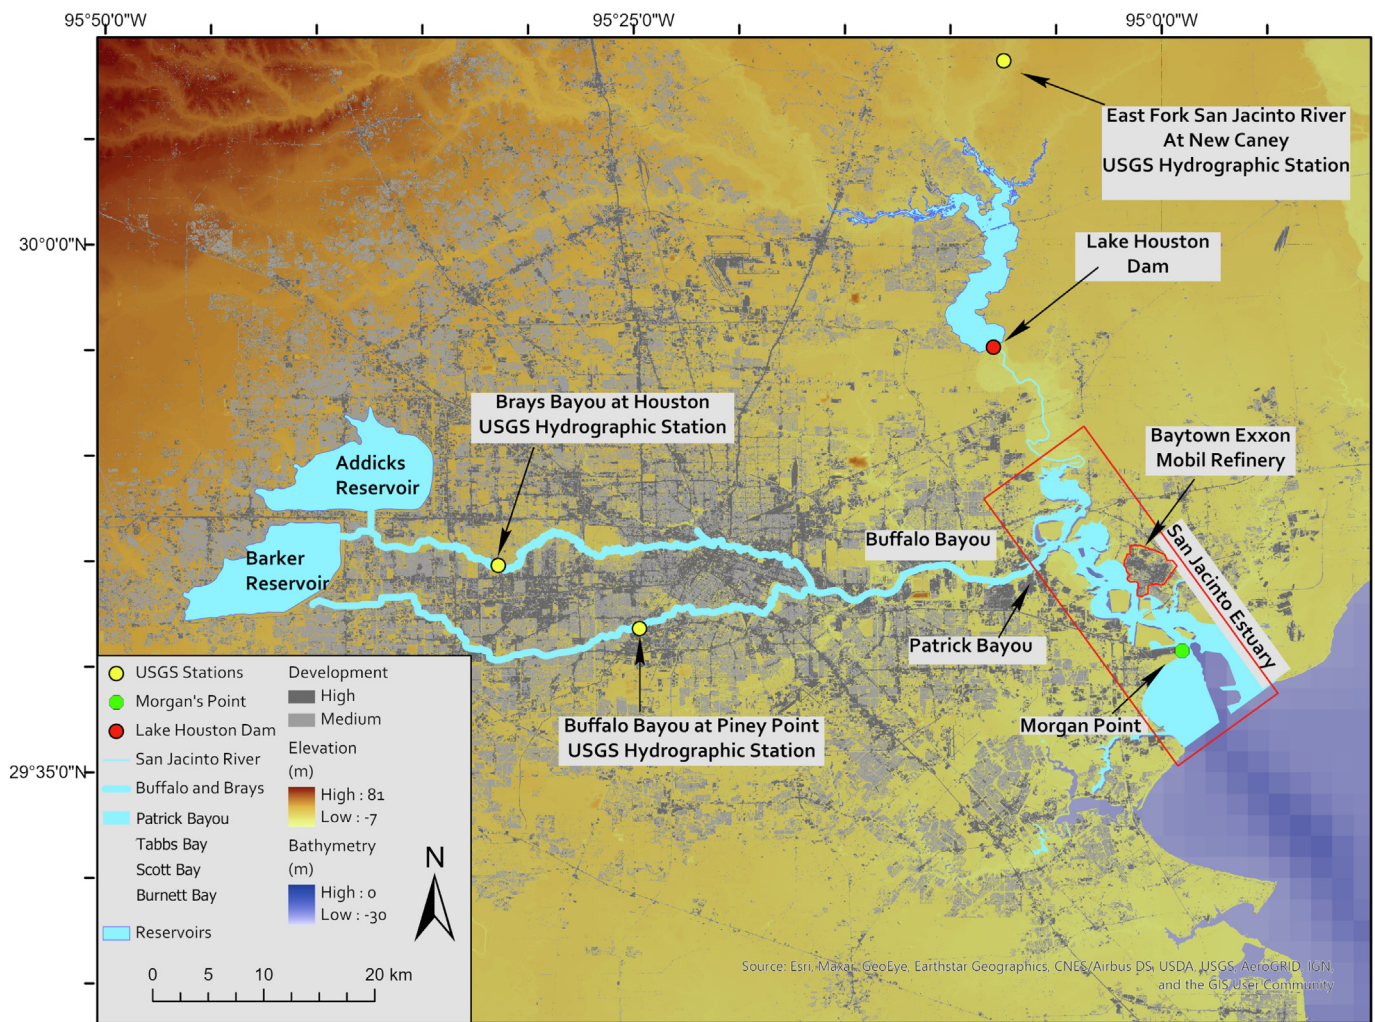 95°50'0"W
95°25'0"W
95°0'0"W
East Fork San Jacinto River
At New Caney
USGS Hydrographic Station
30°0'0"N
Lake Houston
Dam
Brays Bayou at Houston
USGS Hydrographic Station
Baytown Exxon
Mobil Refinery
Addicks
Reservoir
Buffalo Bayou
Barker
Reservoir
San Jacinto Estuary
Patrick Bayou
Morgan Point
Buffalo Bayou at Piney Point
USGS Hydrographic Station
29°35'0"N
USGS Stations
Morgan's Point
Lake Houston Dam
San Jacinto River
Buffalo and Brays
Patrick Bayou
Tabbs Bay
Scott Bay
Burnett Bay
Reservoirs
Development
High
Medium
Elevation
(m)
High : 81
Low : -7
Bathymetry
(m)
High : 0
Low : -30
N
0 5 10 20 km
Source: Esri, Maxar, GeoEye, Earthstar Geographics, CNES/Airbus DS, USDA, USGS, AeroGRID, IGN,
and the GIS User Community